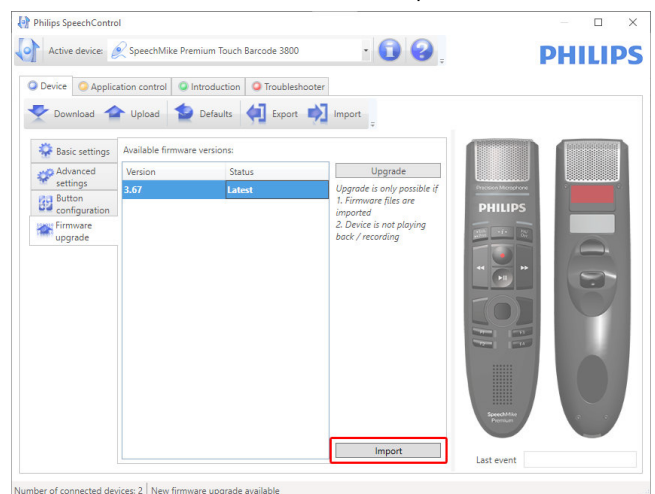 Philips SpeechControl
Active device: SpeechMike Premium Touch Barcode 3800
PHILIPS
Device Application control Introduction Troubleshooter
Download Upload Defaults Export Import
Basic settings
Advanced settings
Button configuration
Firmware upgrade
Available firmware versions:
Version Status
3.67 Latest
Upgrade
Upgrade is only possible if
1. Firmware files are
imported
2. Device is not playing
back / recording
Import
Precision Microphone
PHILIPS
SpeechMike
Premium
Last event
Number of connected devices: 2 New firmware upgrade available